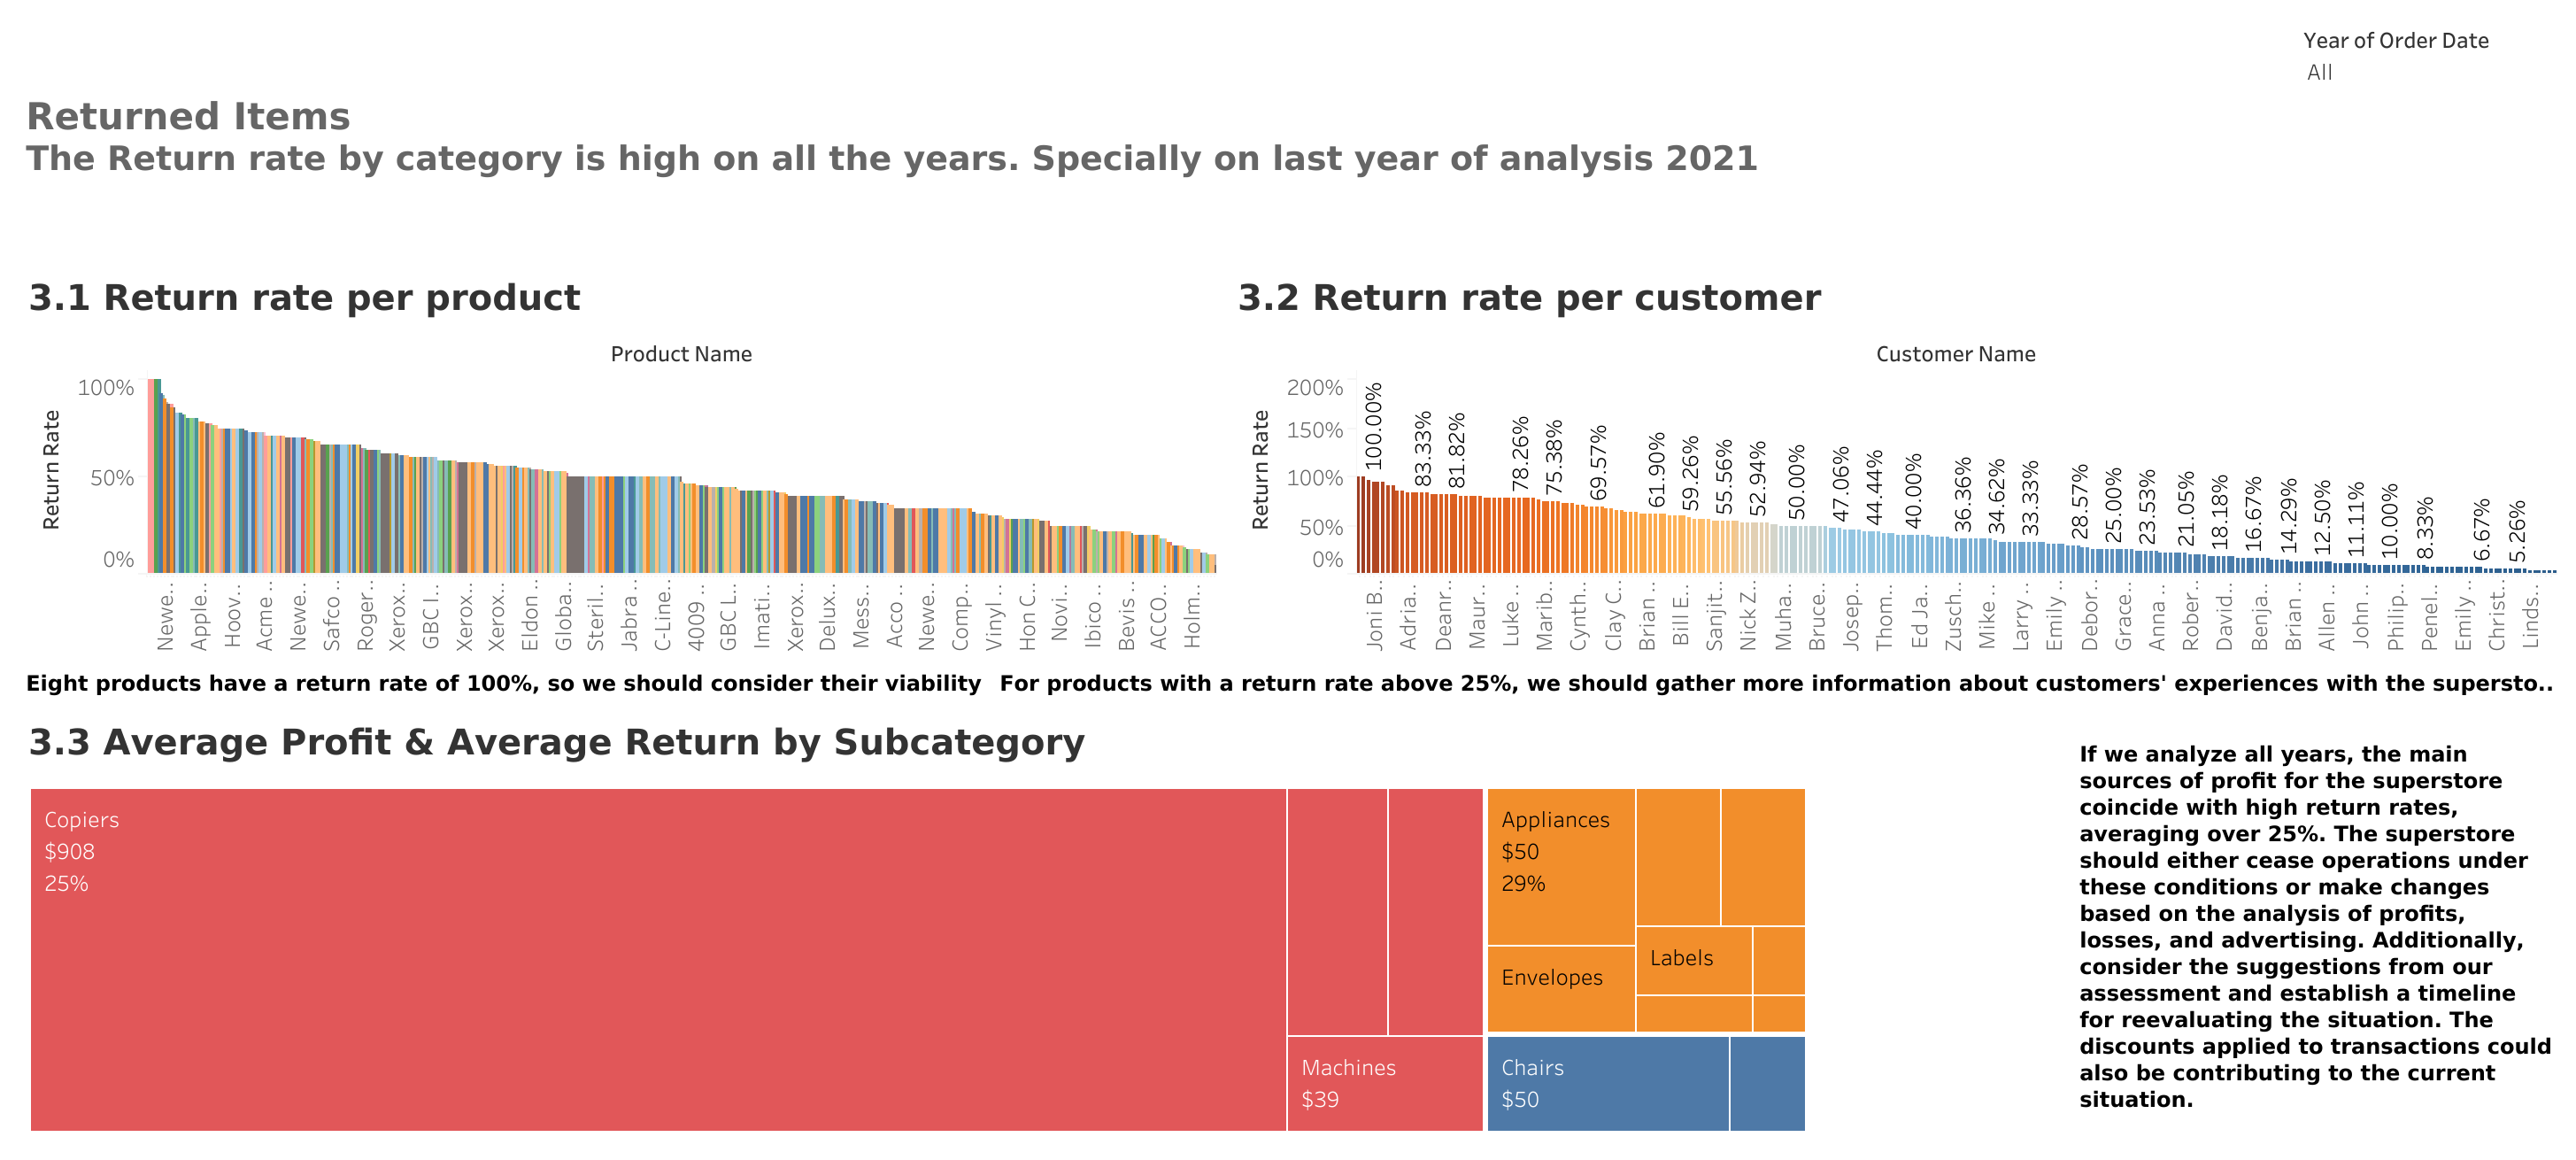 Year of Order Date
All
Returned Items
The Return rate by category is high on all the years. Specially on last year of analysis 2021
3.1 Return rate per product
Product Name
Return Rate
100%
50%
0%
Newe..
Apple..
Hoov..
Acme ..
Newe..
Safco ..
Roger..
Xerox..
GBC I..
Xerox..
Xerox..
Eldon ..
Globa..
Steril..
Jabra ..
C-Line..
4009 ..
GBC L..
Imati..
Xerox..
Delux..
Mess..
Acco ..
Newe..
Comp..
Vinyl ..
Hon C..
Novi..
Ibico ..
Bevis ..
ACCO..
Holm..
3.2 Return rate per customer
Customer Name
Return Rate
200%
150%
100%
50%
0%
100.00%
83.33%
81.82%
78.26%
75.38%
69.57%
61.90%
59.26%
55.56%
52.94%
50.00%
47.06%
44.44%
40.00%
36.36%
34.62%
33.33%
28.57%
25.00%
23.53%
21.05%
18.18%
16.67%
14.29%
12.50%
11.11%
10.00%
8.33%
6.67%
5.26%
Joni B..
Adria..
Deanr..
Maur..
Luke ..
Marib..
Cynth..
Clay C..
Brian ..
Bill E..
Sanjit..
Nick Z..
Muha..
Bruce..
Josep..
Thom..
Ed Ja..
Zusch..
Mike ..
Larry ..
Emily ..
Debor..
Grace..
Anna ..
Rober..
David..
Benja..
Brian ..
Allen ..
John ..
Philip..
Penel..
Emily ..
Christ..
Linds..
Eight products have a return rate of 100%, so we should consider their viability
For products with a return rate above 25%, we should gather more information about customers' experiences with the supersto..
3.3 Average Profit & Average Return by Subcategory
Copiers
$908
25%
Machines
$39
Appliances
$50
29%
Envelopes
Labels
Chairs
$50
If we analyze all years, the main
sources of profit for the superstore
coincide with high return rates,
averaging over 25%. The superstore
should either cease operations under
these conditions or make changes
based on the analysis of profits,
losses, and advertising. Additionally,
consider the suggestions from our
assessment and establish a timeline
for reevaluating the situation. The
discounts applied to transactions could
also be contributing to the current
situation.